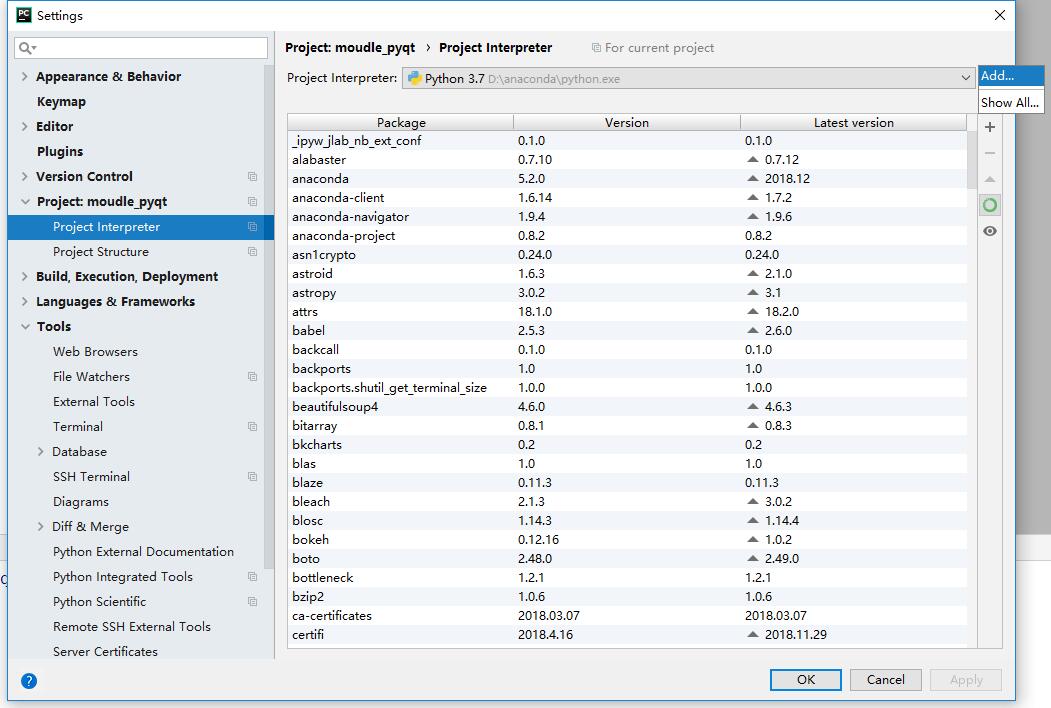 PC Settings
Appearance & Behavior
Keymap
Editor
Plugins
Version Control
Project: moudle_pyqt
Project Interpreter
Project Structure
Build, Execution, Deployment
Languages & Frameworks
Tools
Web Browsers
File Watchers
External Tools
Terminal
Database
SSH Terminal
Diagrams
Diff & Merge
Python External Documentation
Python Integrated Tools
Python Scientific
Remote SSH External Tools
Server Certificates
Project: moudle_pyqt › Project Interpreter For current project
Project Interpreter: Python 3.7 D:\anaconda\python.exe
Add...
Show All...
Package Version Latest version
_ipyw_jlab_nb_ext_conf 0.1.0 0.1.0
alabaster 0.7.10 0.7.12
anaconda 5.2.0 2018.12
anaconda-client 1.6.14 1.7.2
anaconda-navigator 1.9.4 1.9.6
anaconda-project 0.8.2 0.8.2
asn1crypto 0.24.0 0.24.0
astroid 1.6.3 2.1.0
astropy 3.0.2 3.1
attrs 18.1.0 18.2.0
babel 2.5.3 2.6.0
backcall 0.1.0 0.1.0
backports 1.0 1.0
backports.shutil_get_terminal_size 1.0.0 1.0.0
beautifulsoup4 4.6.0 4.6.3
bitarray 0.8.1 0.8.3
bkcharts 0.2 0.2
blas 1.0 1.0
blaze 0.11.3 0.11.3
bleach 2.1.3 3.0.2
blosc 1.14.3 1.14.4
bokeh 0.12.16 1.0.2
boto 2.48.0 2.49.0
bottleneck 1.2.1 1.2.1
bzip2 1.0.6 1.0.6
ca-certificates 2018.03.07 2018.03.07
certifi 2018.4.16 2018.11.29
?
OK Cancel Apply